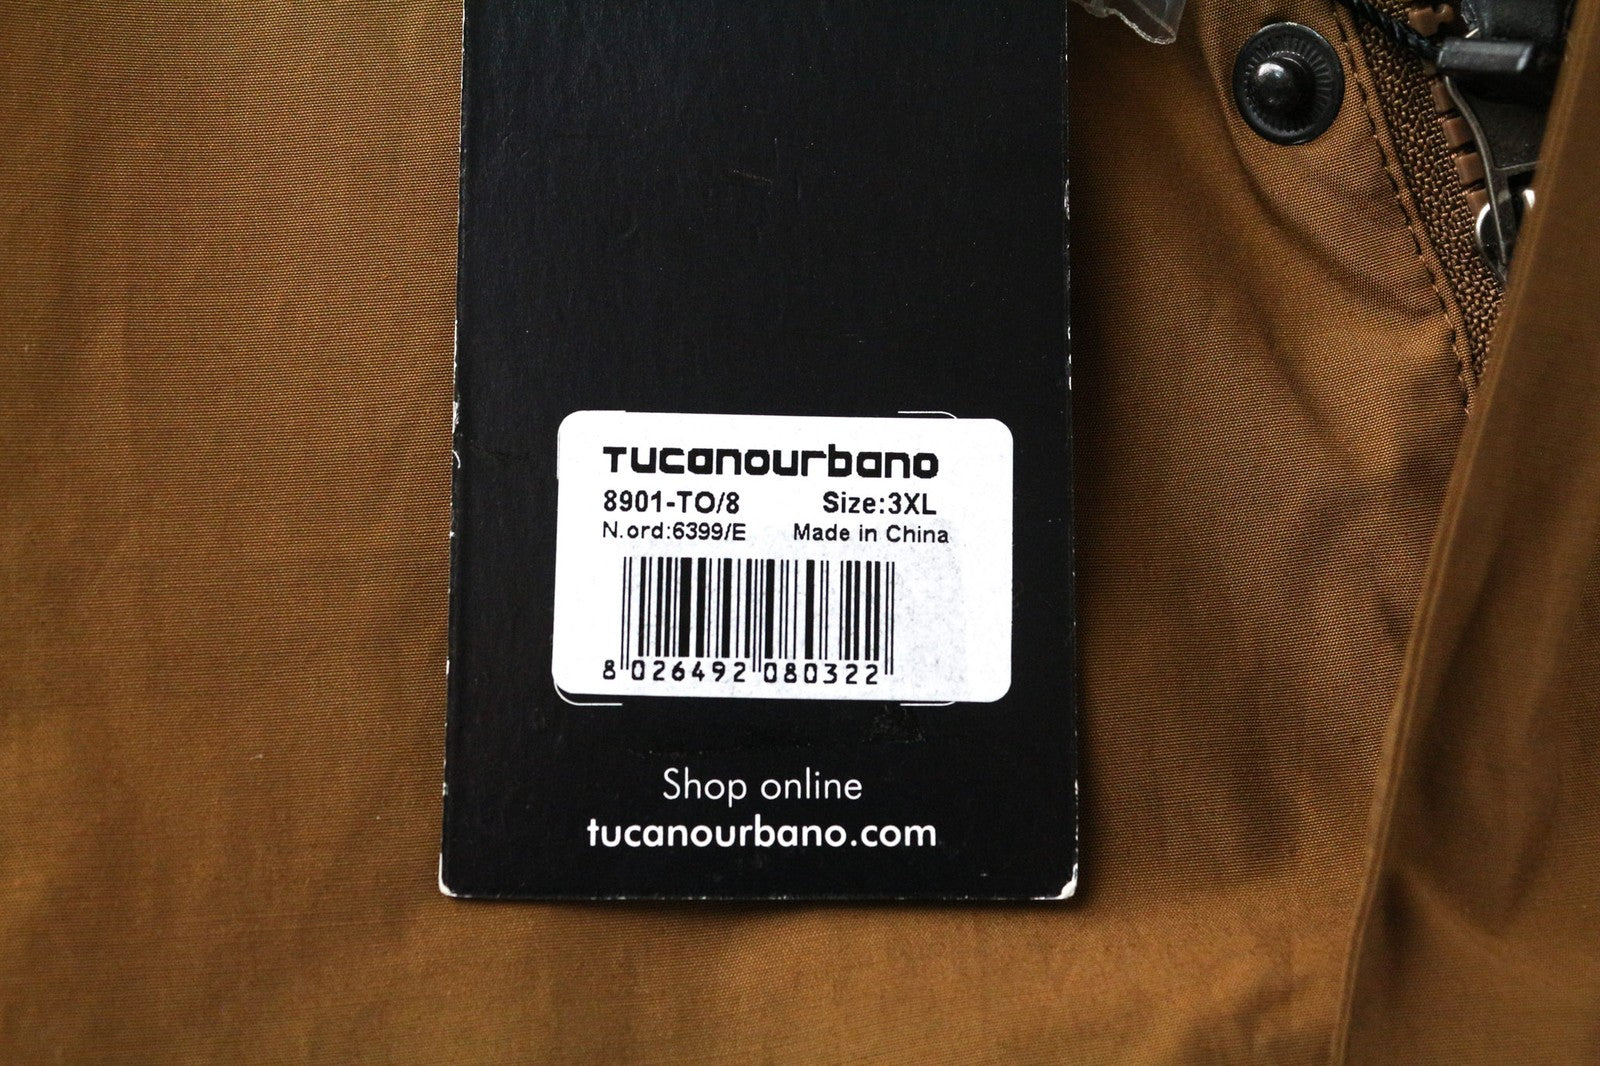 Tucanourbano
8901-TO/8 Size:3XL
N.ord:6399/E Made in China
8 026492 080322
Shop online
tucanourbano.com